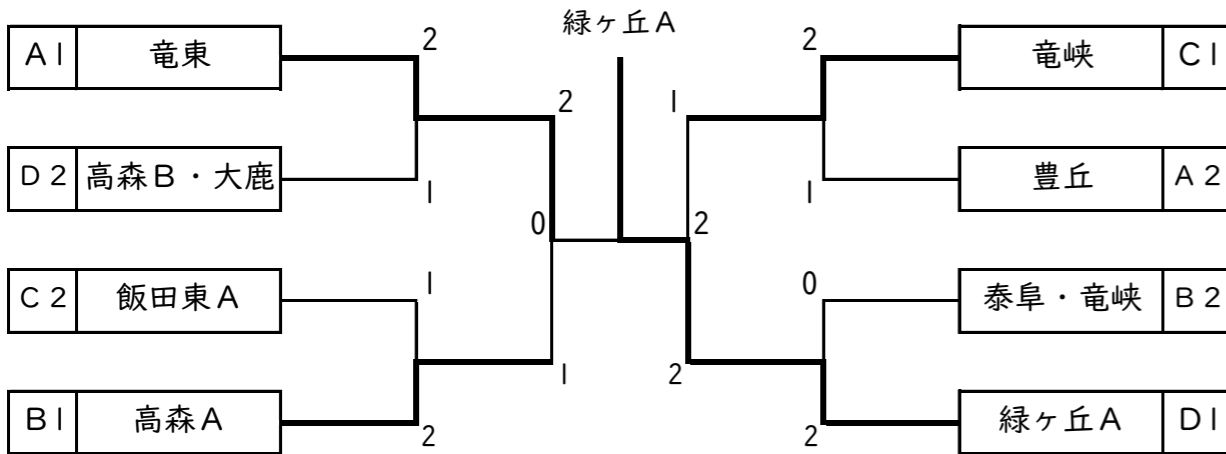 緑ヶ丘A
A1 竜東 2 2 竜峡 C1
2 1
D2 高森B・大鹿 1 1 豊丘 A2
0 2
C2 飯田東A 1 0 泰阜・竜峡 B2
1 2
B1 高森A 2 2 緑ヶ丘A D1